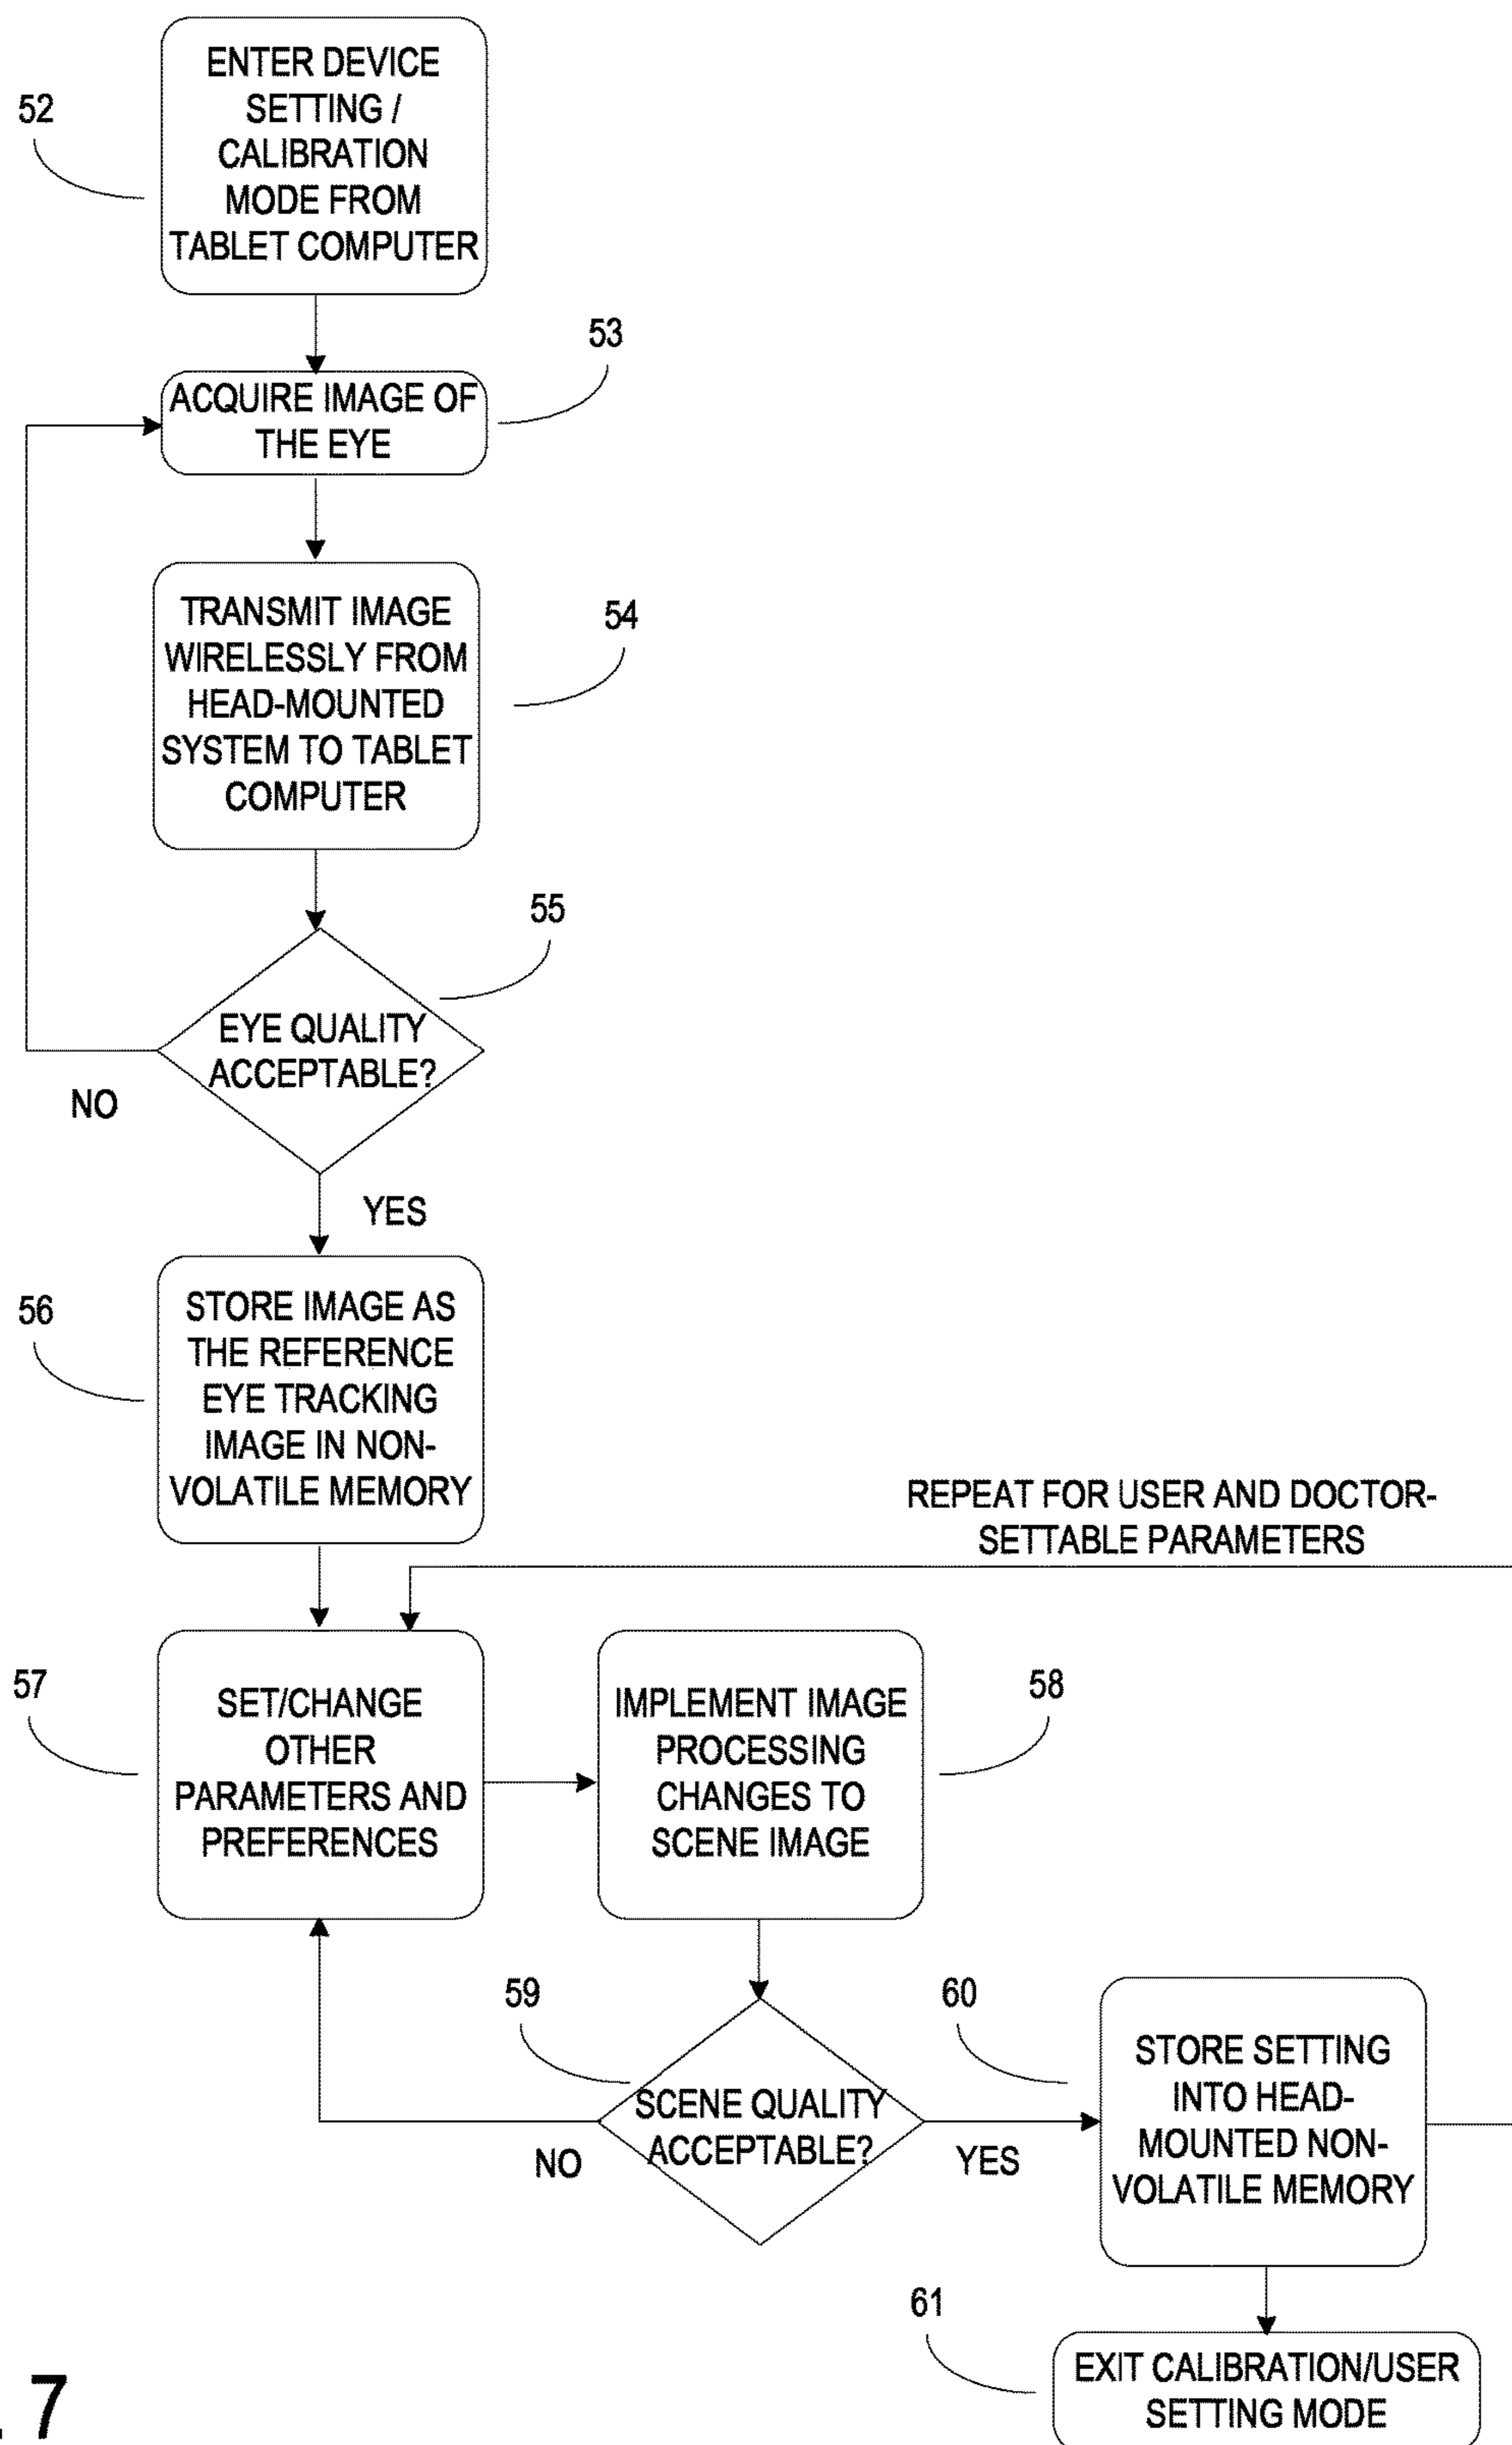 52
ENTER DEVICE
SETTING /
CALIBRATION
MODE FROM
TABLET COMPUTER
53
ACQUIRE IMAGE OF
THE EYE
54
TRANSMIT IMAGE
WIRELESSLY FROM
HEAD-MOUNTED
SYSTEM TO TABLET
COMPUTER
55
EYE QUALITY
ACCEPTABLE?
NO
YES
56
STORE IMAGE AS
THE REFERENCE
EYE TRACKING
IMAGE IN NON-
VOLATILE MEMORY
REPEAT FOR USER AND DOCTOR-
SETTABLE PARAMETERS
57
SET/CHANGE
OTHER
PARAMETERS AND
PREFERENCES
58
IMPLEMENT IMAGE
PROCESSING
CHANGES TO
SCENE IMAGE
59
SCENE QUALITY
ACCEPTABLE?
NO
YES
60
STORE SETTING
INTO HEAD-
MOUNTED NON-
VOLATILE MEMORY
61
EXIT CALIBRATION/USER
SETTING MODE
. 7